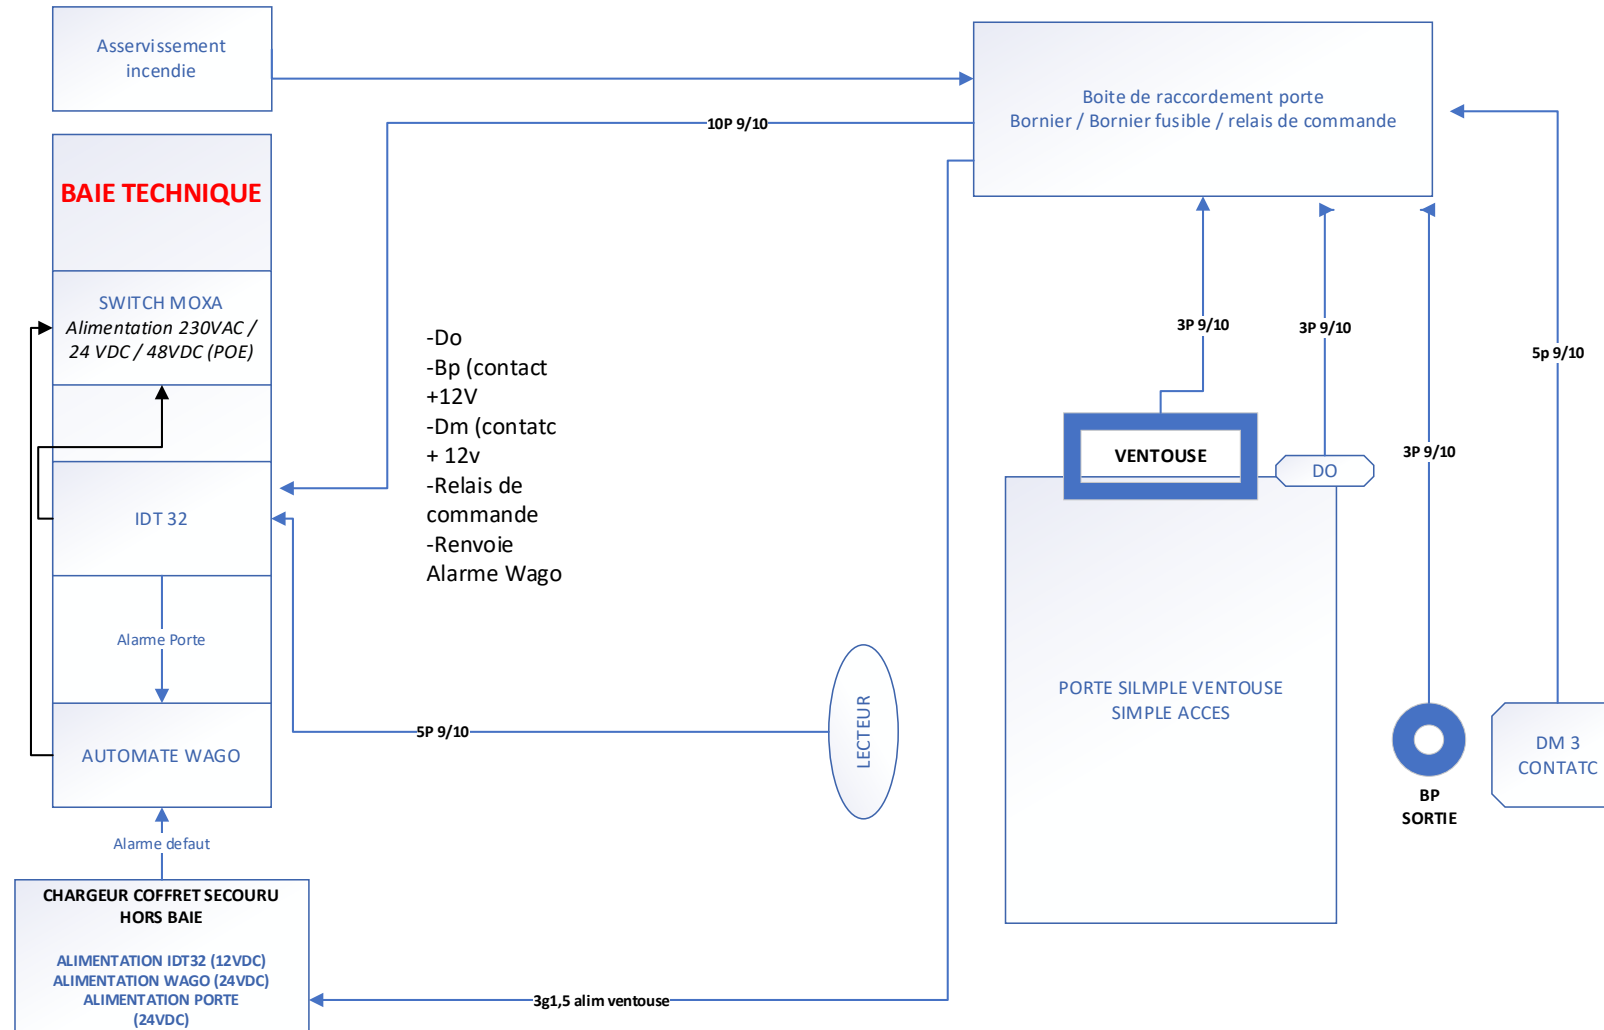 Asservissement
incendie
Boite de raccordement porte
Bornier / Bornier fusible / relais de commande
10P 9/10
BAIE TECHNIQUE
SWITCH MOXA
Alimentation 230VAC /
24 VDC / 48VDC (POE)
-Do
-Bp (contact
+12V
-Dm (contatc
+ 12v
-Relais de
commande
-Renvoie
Alarme Wago
3P 9/10
3P 9/10
5p 9/10
3P 9/10
VENTOUSE
DO
IDT 32
Alarme Porte
LECTEUR
5P 9/10
PORTE SILMPLE VENTOUSE
SIMPLE ACCES
AUTOMATE WAGO
BP
SORTIE
DM 3
CONTATC
Alarme defaut
CHARGEUR COFFRET SECOURU
HORS BAIE
ALIMENTATION IDT32 (12VDC)
ALIMENTATION WAGO (24VDC)
ALIMENTATION PORTE
(24VDC)
3g1,5 alim ventouse